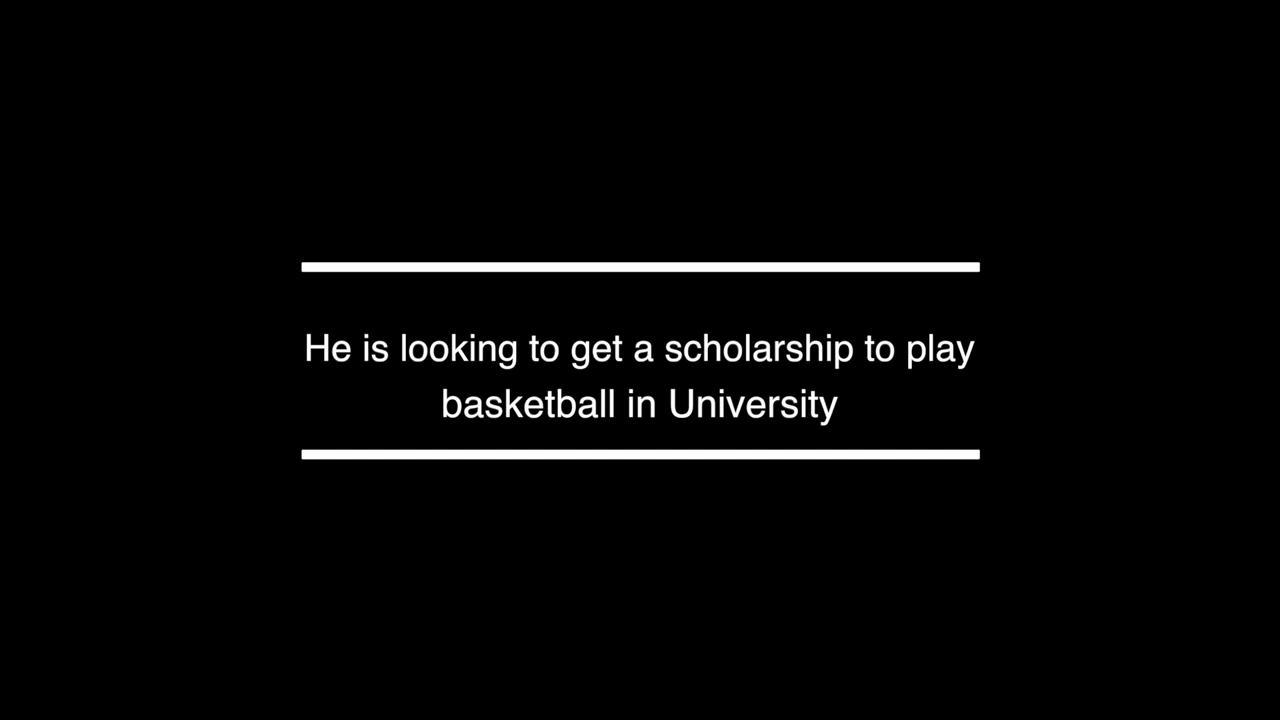 He is looking to get a scholarship to play
basketball in University